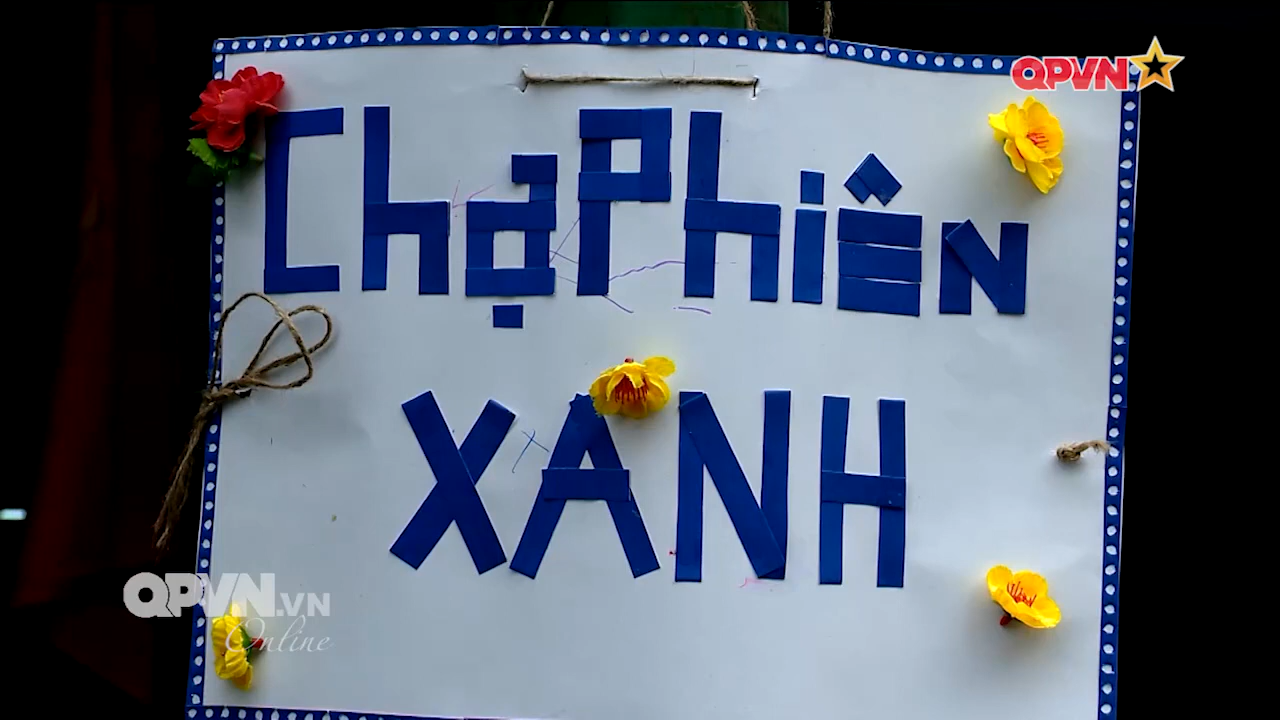 QPVN
Chợ Phiên
XANH
QPVN.VN
Online